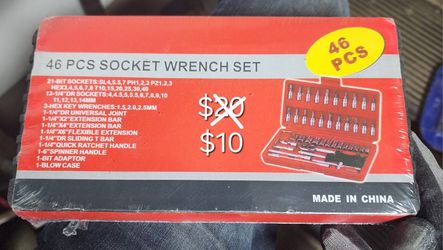 46 PCS
46 PCS SOCKET WRENCH SET
21-BIT SOCKETS:SL4,5.5,7 PH1,2,3 PZ1,2,3
HEX3,4,5,6,7,8 T10,15,20,25,30,40
13-1/4"DR SOCKETS:4,4.5,5,5.5,6,7,8,9,10
11,12,13,14MM
3-HEX KEY WRENCHES:1.5,2.0,2.5MM
1-1/4"DR UNIVERSAL JOINT
1-1/4"X2"EXTENSION BAR
1-1/4"X4"EXTENSION BAR
1-1/4"X6"FLEXIBLE EXTENSION
1-1/4"DR SLIDING T BAR
1-1/4"QUICK RATCHET HANDLE
1-6"SPINNER HANDLE
1-BIT ADAPTOR
1-BLOW CASE
$20
$10
MADE IN CHINA